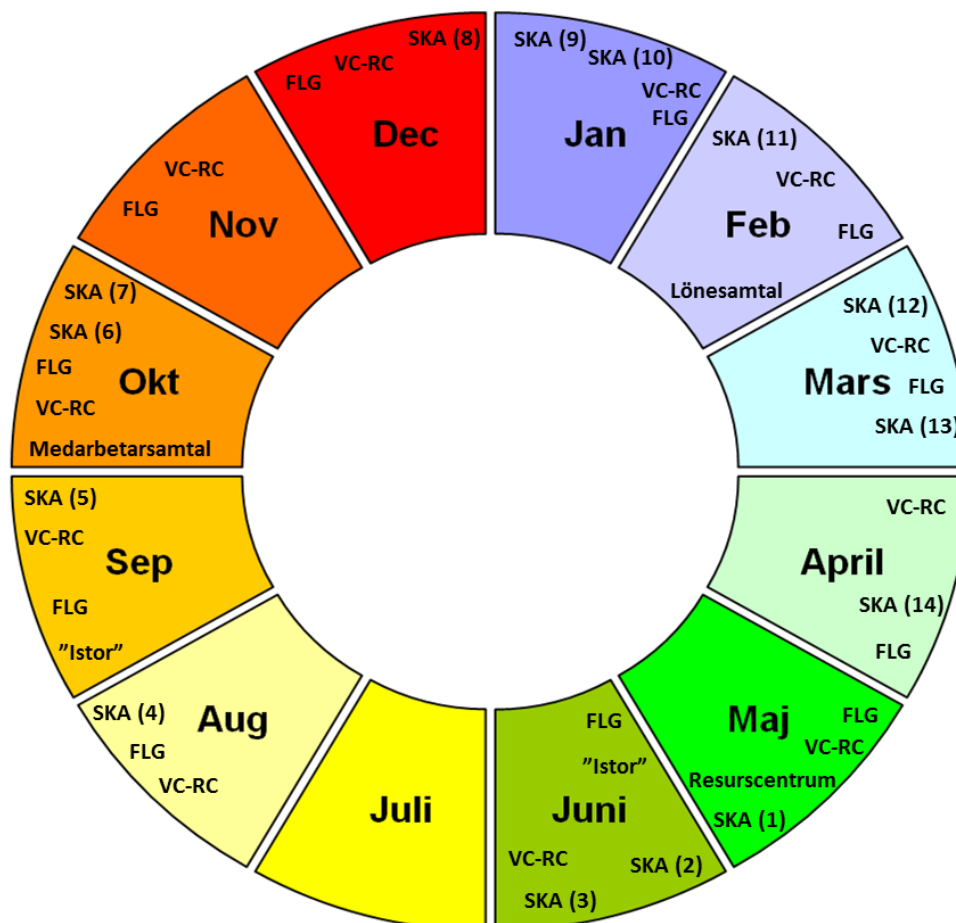 SKA (9)
SKA (10)
VC-RC
FLG
Jan
SKA (11)
VC-RC
Feb
FLG
Lönesamtal
SKA (12)
VC-RC
Mars
FLG
SKA (13)
VC-RC
April
SKA (14)
FLG
Maj
FLG
VC-RC
Resurscentrum
SKA (1)
FLG
”Istor”
Juni
VC-RC
SKA (2)
SKA (3)
Juli
SKA (4)
Aug
FLG
VC-RC
SKA (5)
VC-RC
Sep
FLG
”Istor”
SKA (7)
SKA (6)
FLG
Okt
VC-RC
Medarbetarsamtal
VC-RC
FLG
Nov
SKA (8)
VC-RC
FLG
Dec